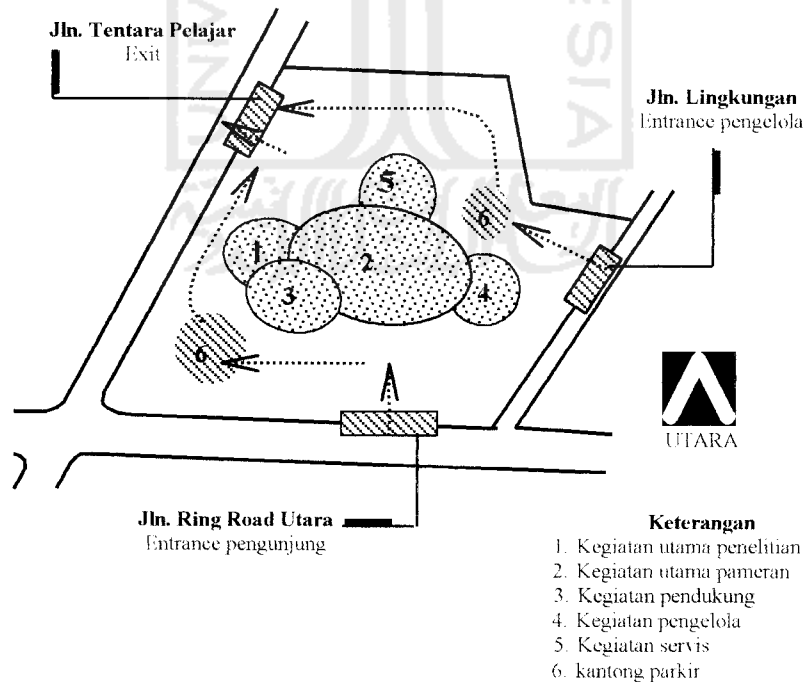 Jln. Tentara Pelajar
Exit
Jln. Lingkungan
Entrance pengelola
5
6
1
2
3
4
6
UTARA
Jln. Ring Road Utara
Entrance pengunjung
Keterangan
1. Kegiatan utama penelitian
2. Kegiatan utama pameran
3. Kegiatan pendukung
4. Kegiatan pengelola
5. Kegiatan servis
6. kantong parkir